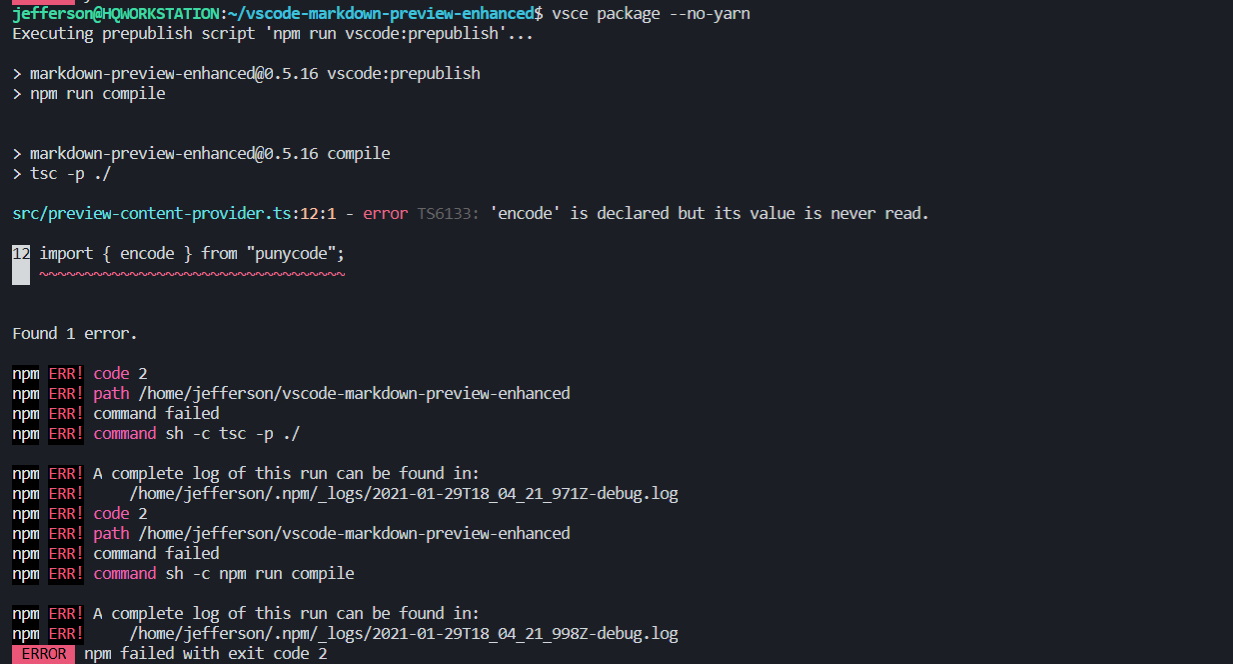 jefferson@HQWORKSTATION:~/vscode-markdown-preview-enhanced$ vsce package --no-yarn
Executing prepublish script 'npm run vscode:prepublish'...
> markdown-preview-enhanced@0.5.16 vscode:prepublish
> npm run compile
> markdown-preview-enhanced@0.5.16 compile
> tsc -p ./
src/preview-content-provider.ts:12:1 - error TS6133: 'encode' is declared but its value is never read.
12 import { encode } from "punycode";
~~~~~~~~~~~~~~~~~~~~~~~~~~~~~~~~~~
Found 1 error.
npm ERR! code 2
npm ERR! path /home/jefferson/vscode-markdown-preview-enhanced
npm ERR! command failed
npm ERR! command sh -c tsc -p ./
npm ERR! A complete log of this run can be found in:
npm ERR!     /home/jefferson/.npm/_logs/2021-01-29T18_04_21_971Z-debug.log
npm ERR! code 2
npm ERR! path /home/jefferson/vscode-markdown-preview-enhanced
npm ERR! command failed
npm ERR! command sh -c npm run compile
npm ERR! A complete log of this run can be found in:
npm ERR!     /home/jefferson/.npm/_logs/2021-01-29T18_04_21_998Z-debug.log
ERROR npm failed with exit code 2